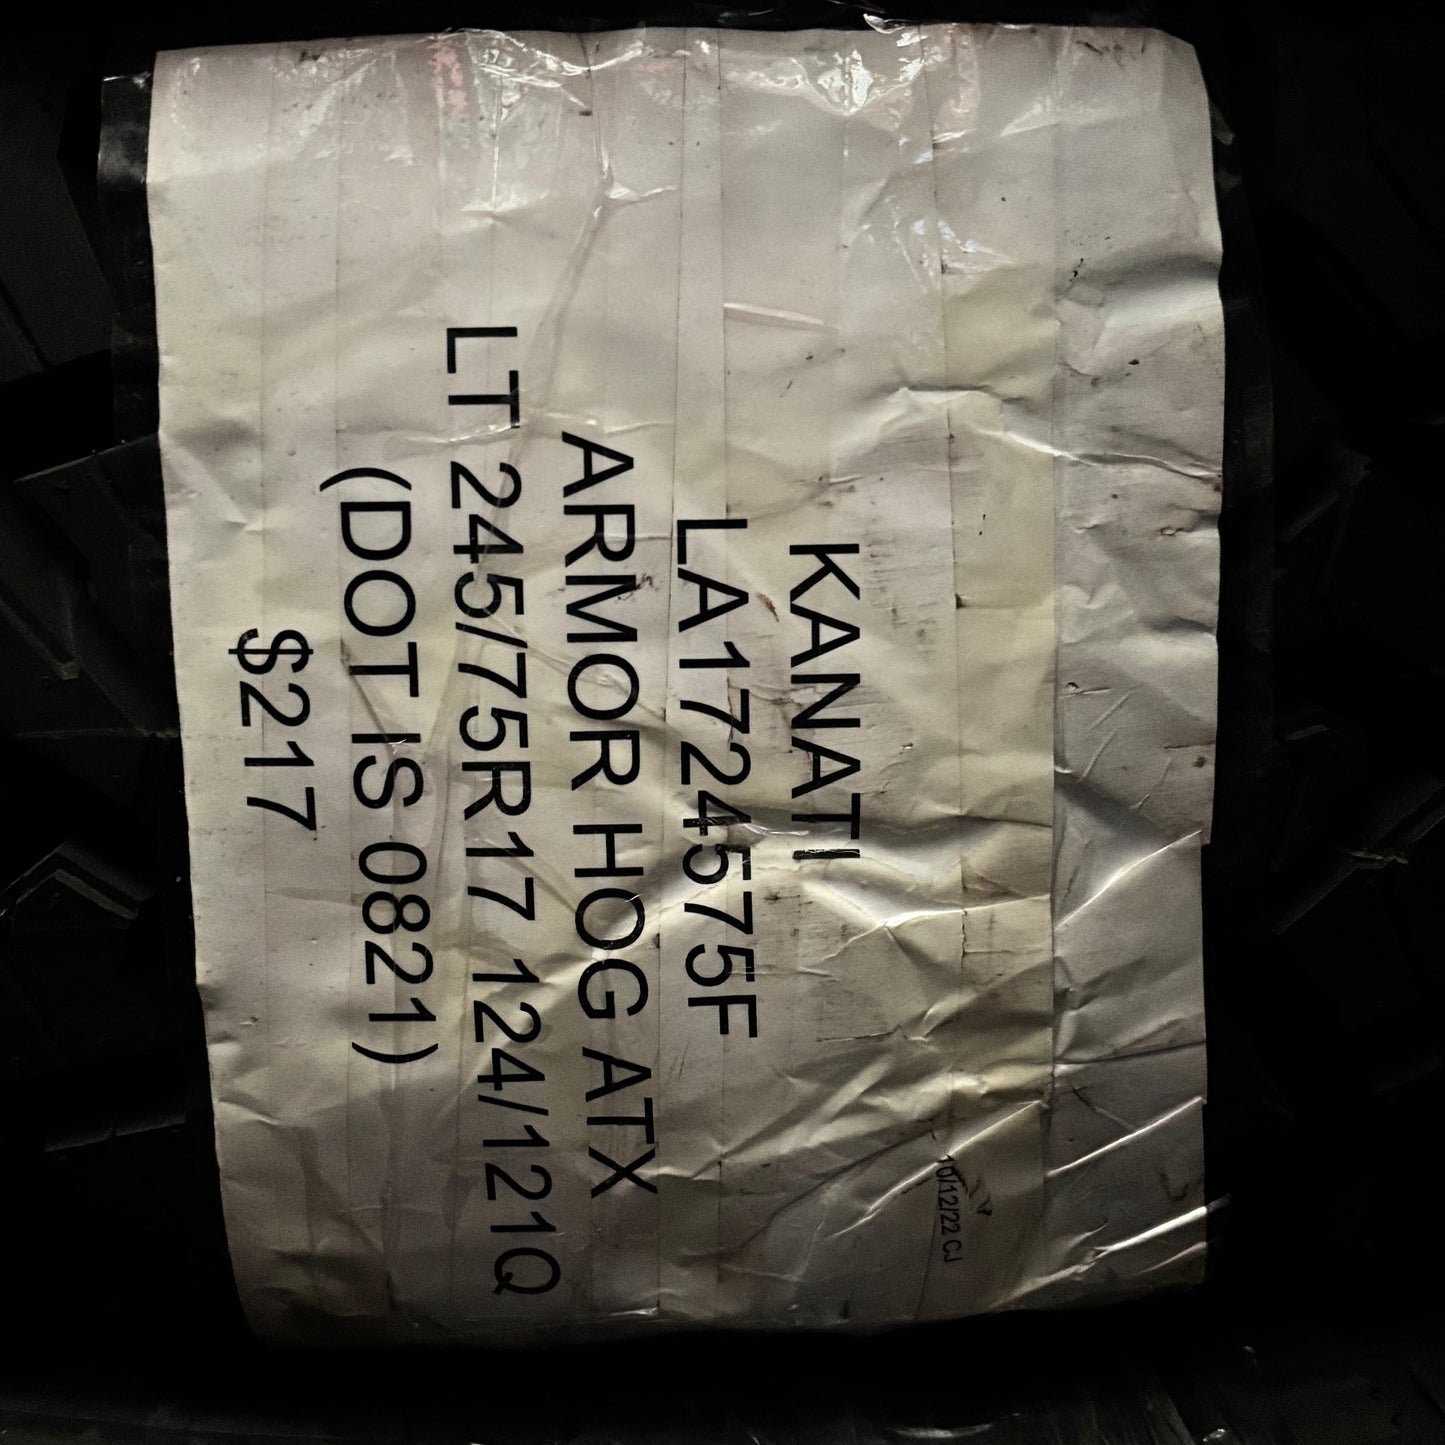 10/12/22 CJ
KANATI
LA1724575F
ARMOR HOG ATX
LT 245/75R17 124/121Q
(DOT IS 0821)
$217